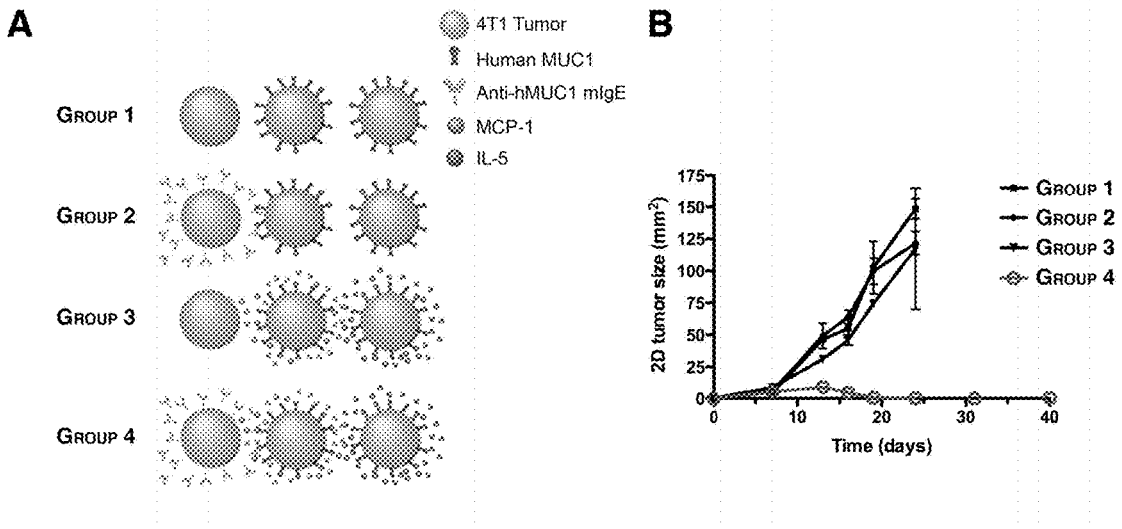 A
4T1 Tumor
Human MUC1
Anti-hMUC1 mIgE
MCP-1
IL-5
GROUP 1
GROUP 2
GROUP 3
GROUP 4
B
2D tumor size (mm²)
175
150
125
100
75
50
25
0
0
10
20
30
40
Time (days)
GROUP 1
GROUP 2
GROUP 3
GROUP 4